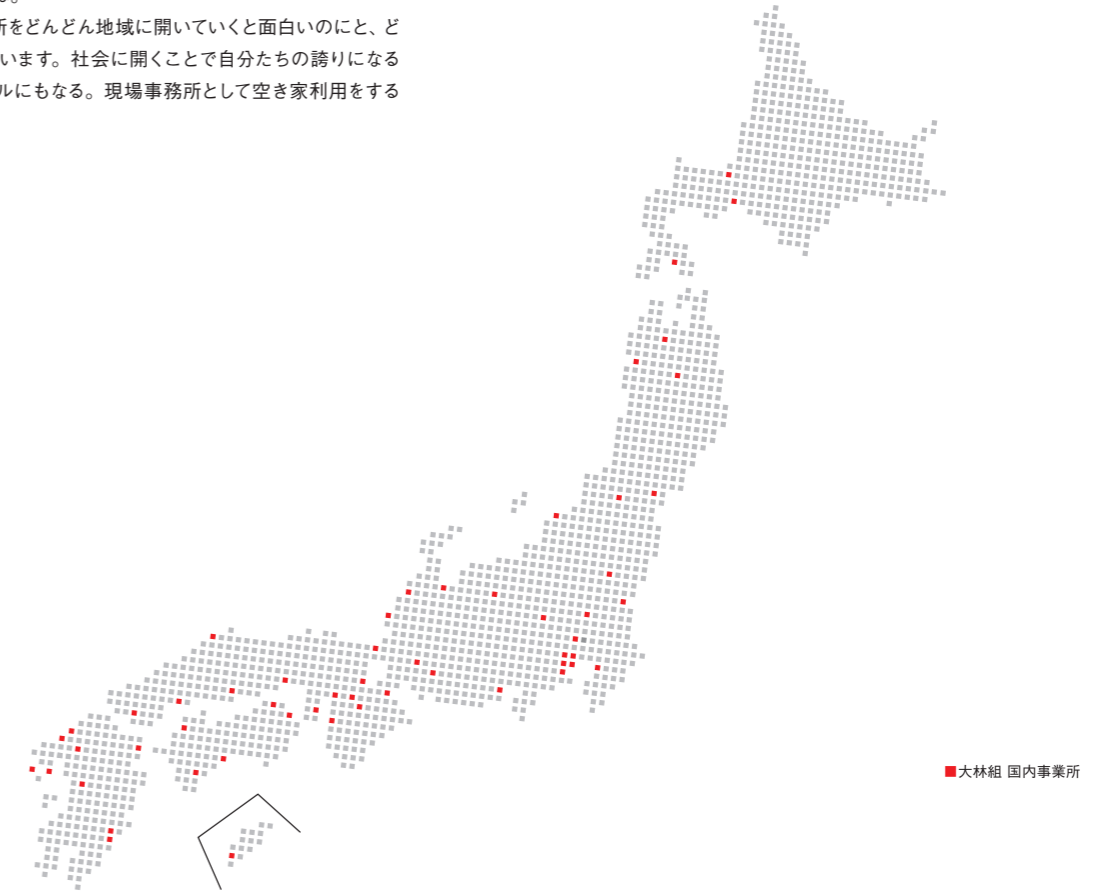 所をどんどん地域に開いていくと面白いのにと、ど
います。社会に開くことで自分たちの誇りになる
ルにもなる。現場事務所として空き家利用をする
■大林組 国内事業所